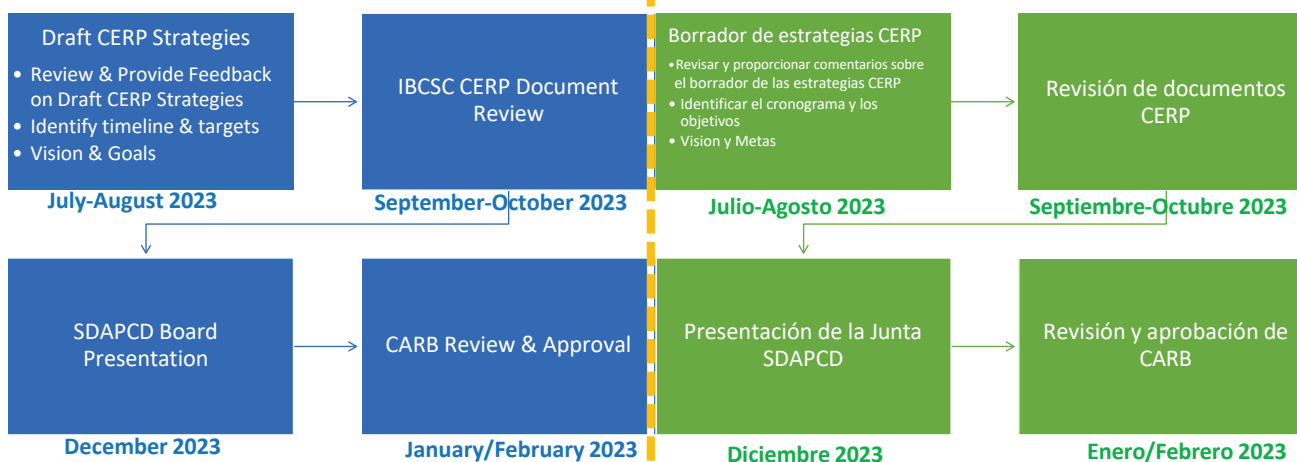 Draft CERP Strategies
• Review & Provide Feedback
on Draft CERP Strategies
• Identify timeline & targets
• Vision & Goals
July-August 2023
IBCSC CERP Document
Review
September-October 2023
SDAPCD Board
Presentation
December 2023
CARB Review & Approval
January/February 2023
Borrador de estrategias CERP
•Revisar y proporcionar comentarios sobre
el borrador de las estrategias CERP
• Identificar el cronograma y los
objetivos
• Vision y Metas
Julio-Agosto 2023
Revisión de documentos
CERP
Septiembre-Octubre 2023
Presentación de la Junta
SDAPCD
Diciembre 2023
Revisión y aprobación de
CARB
Enero/Febrero 2023